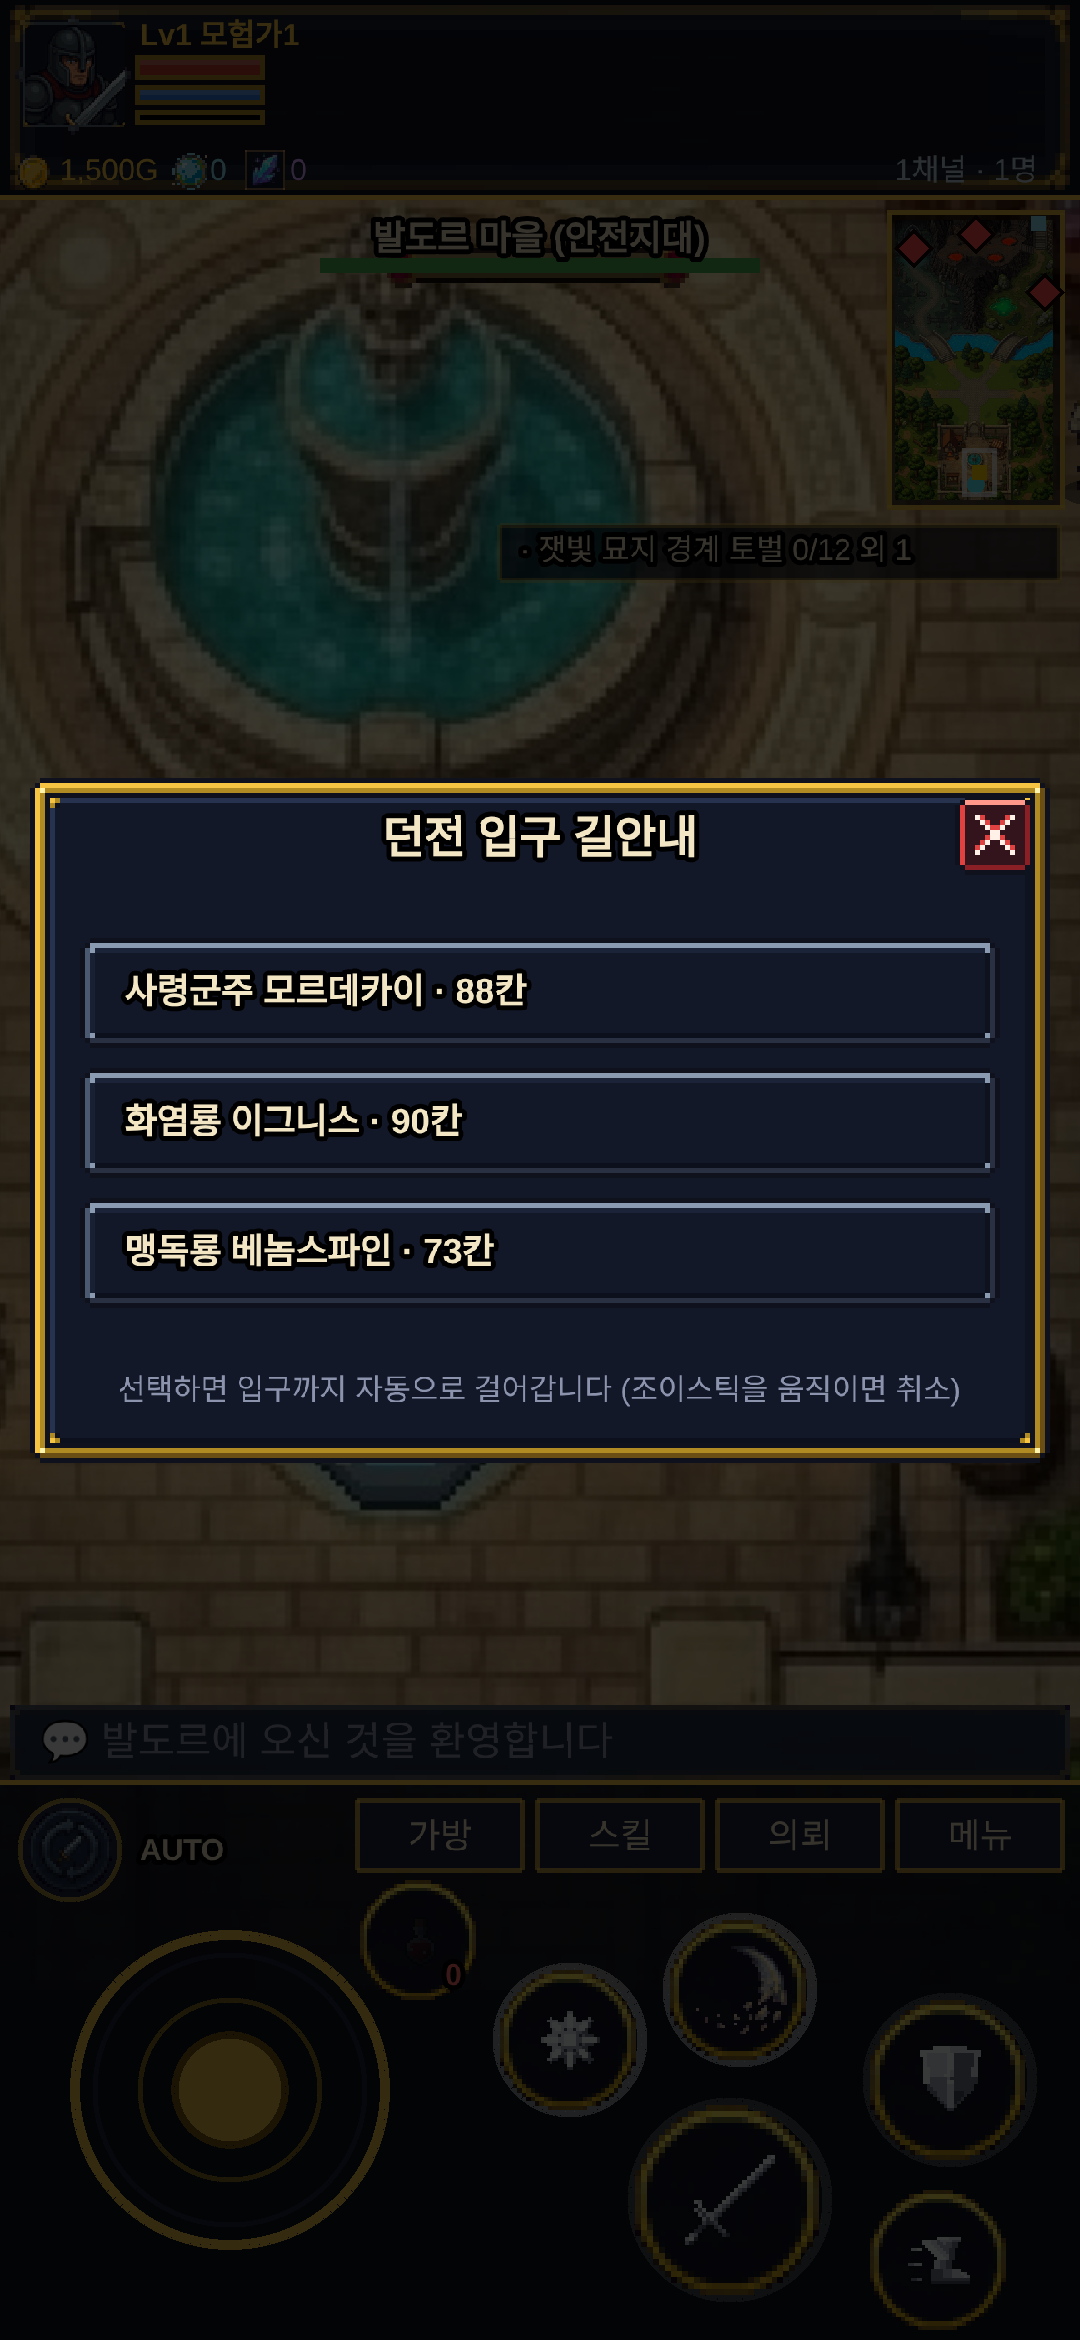 Lv1 모험가1
1,500G 0 0 1채널 · 1명
발도르 마을 (안전지대)
· 잿빛 묘지 경계 토벌 0/12 외 1
던전 입구 길안내
사령군주 모르데카이 · 88칸
화염룡 이그니스 · 90칸
맹독룡 베놈스파인 · 73칸
선택하면 입구까지 자동으로 걸어갑니다 (조이스틱을 움직이면 취소)
발도르에 오신 것을 환영합니다
AUTO 가방 스킬 의뢰 메뉴
0